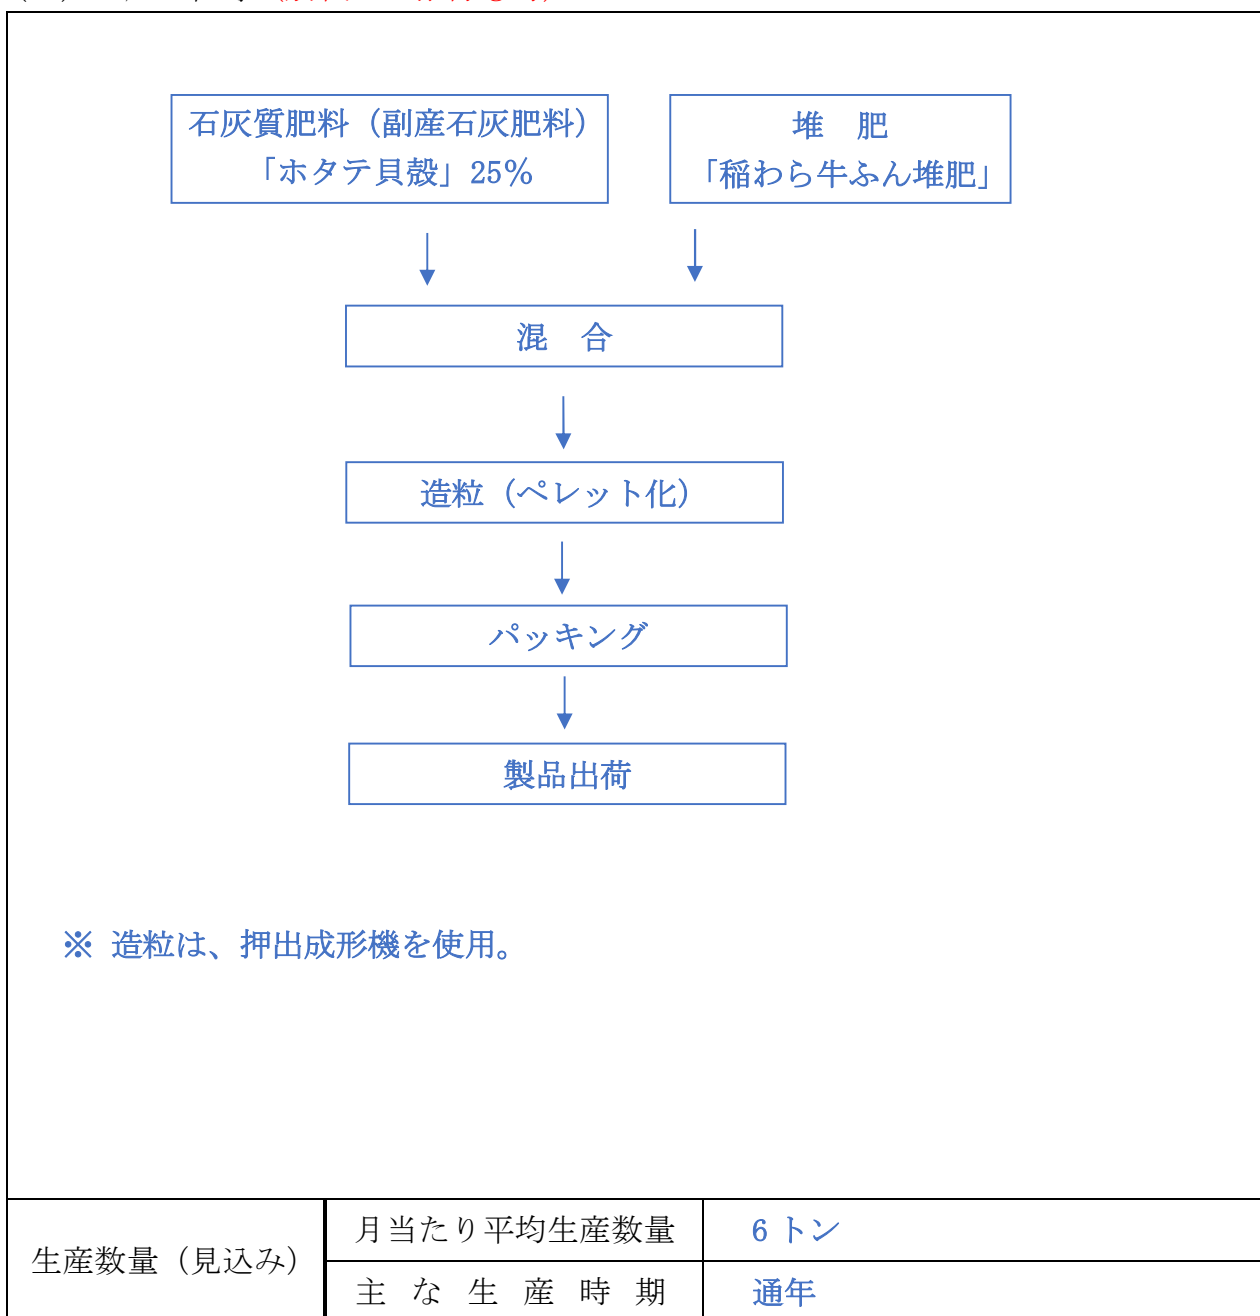 石灰質肥料（副産石灰肥料）
「ホタテ貝殻」25％
堆　肥
「稲わら牛ふん堆肥」
混　合
造粒（ペレット化）
パッキング
製品出荷
※ 造粒は、押出成形機を使用。
生産数量（見込み）
月当たり平均生産数量
6 トン
主 な 生 産 時 期
通年